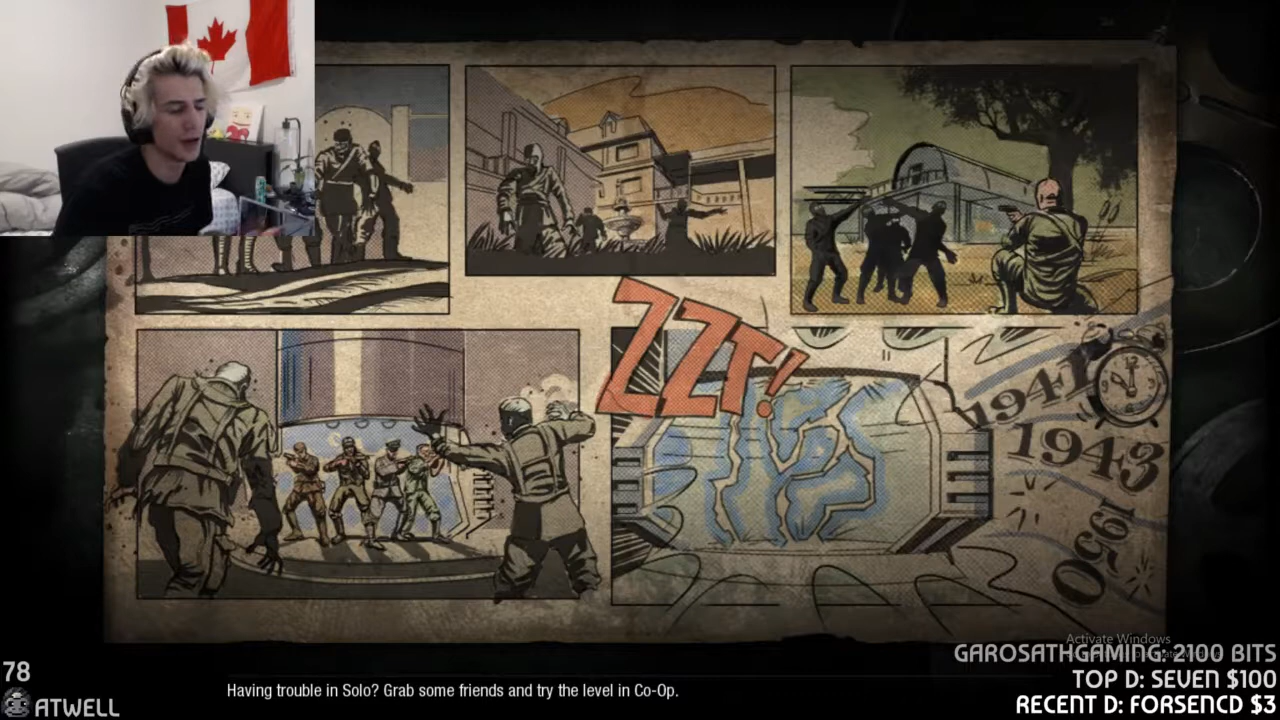 ZZT!
1941
1943
1950
Activate Windows
GAROSATHGAMING: 2100 BITS
TOP D: SEVEN $100
RECENT D: FORSENCD $3
78
ATWELL
Having trouble in Solo? Grab some friends and try the level in Co-Op.